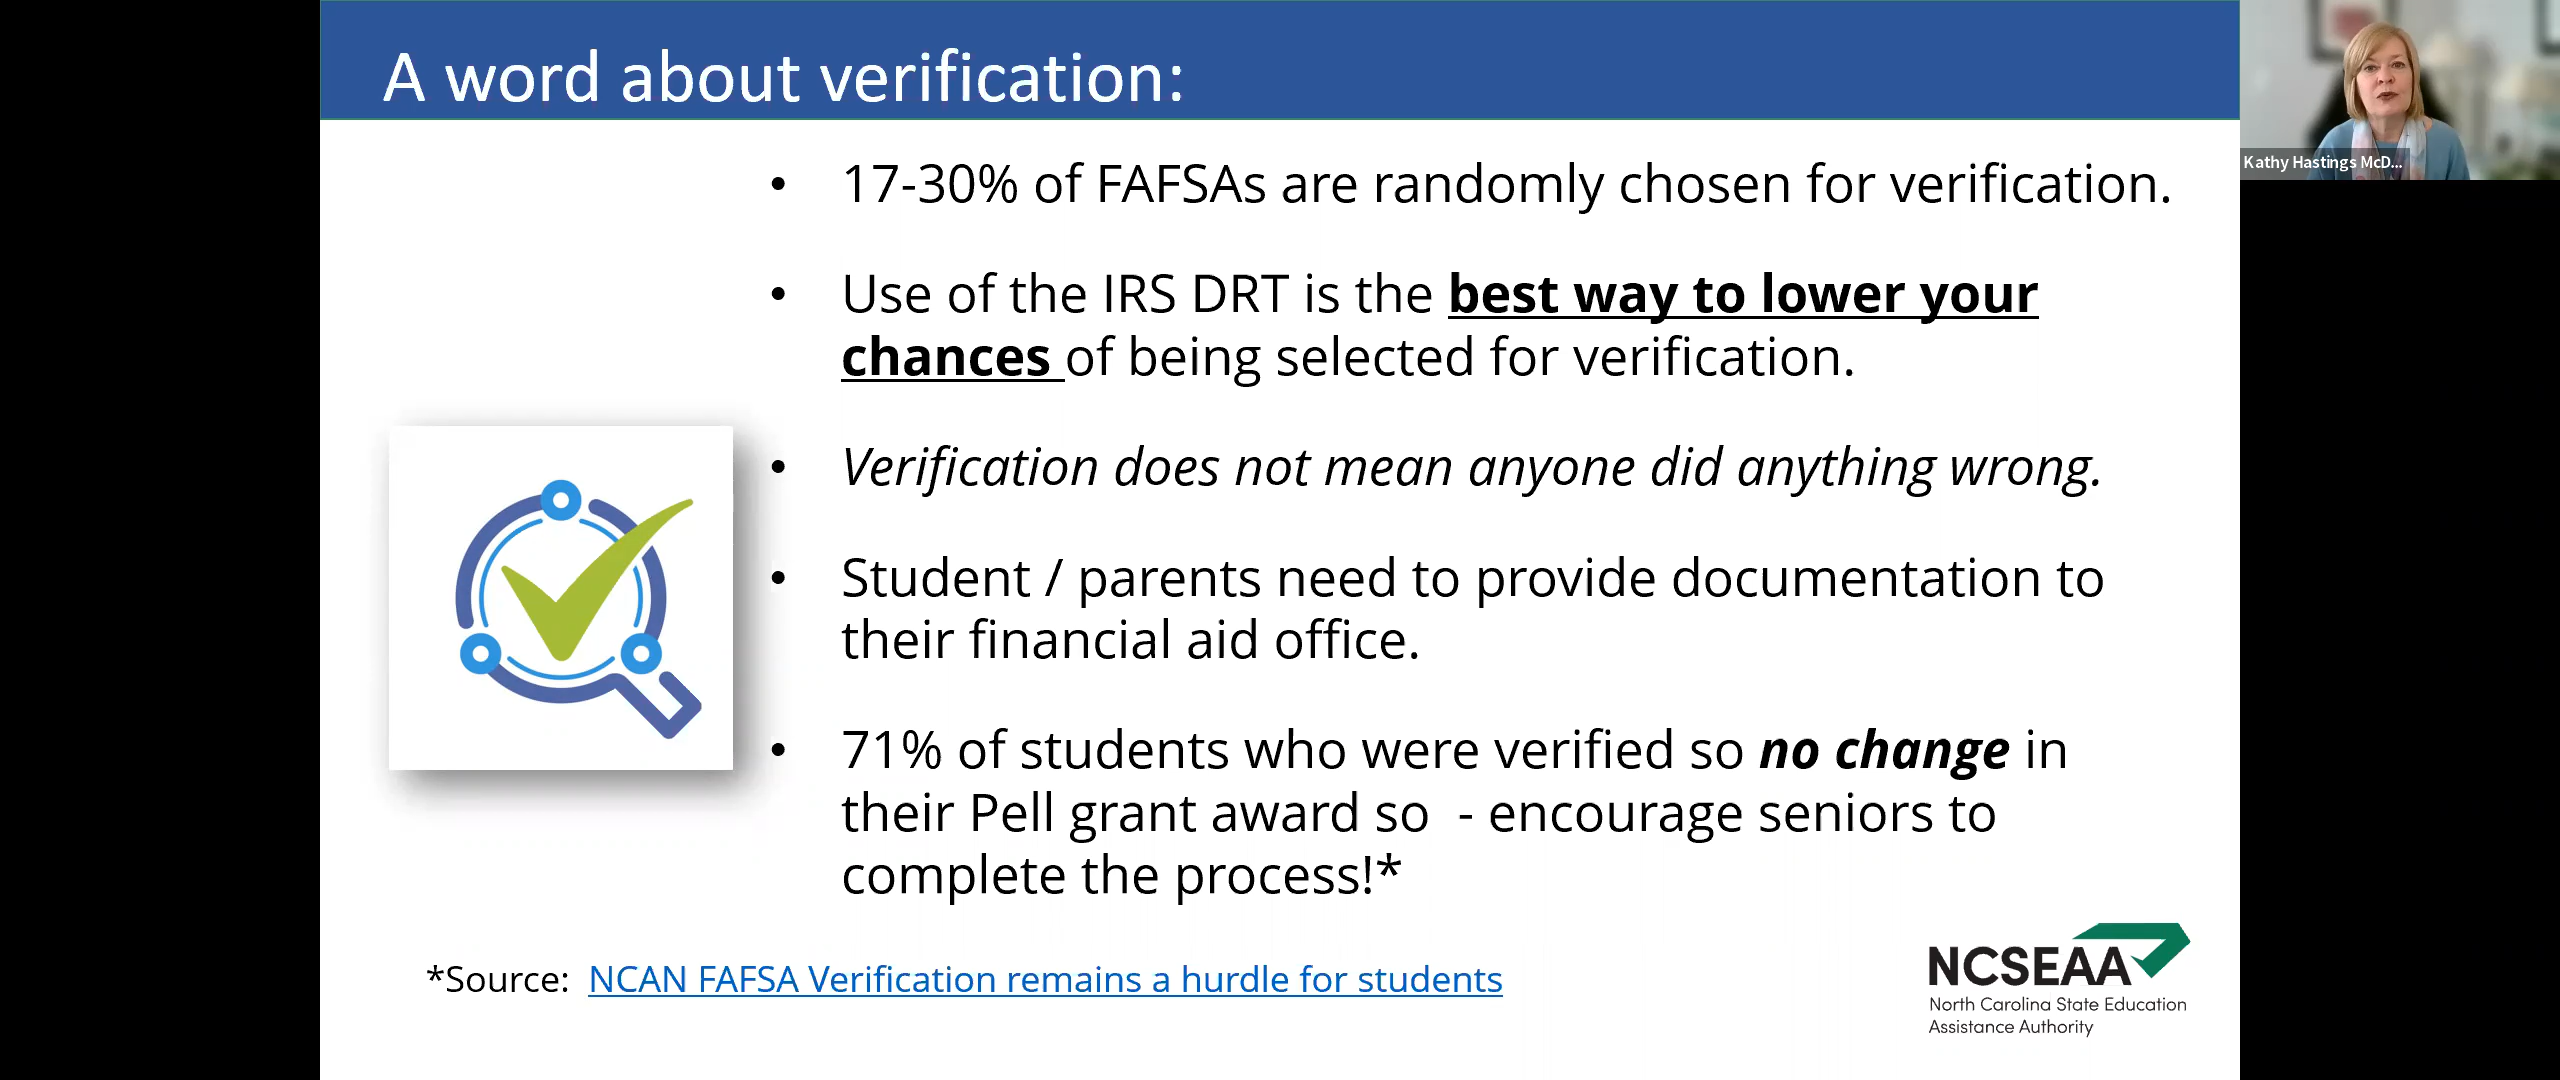 A word about verification:
• 17-30% of FAFSAs are randomly chosen for verification.
• Use of the IRS DRT is the best way to lower your
chances of being selected for verification.
• Verification does not mean anyone did anything wrong.
• Student / parents need to provide documentation to
their financial aid office.
• 71% of students who were verified so no change in
their Pell grant award so  - encourage seniors to
complete the process!*
*Source:  NCAN FAFSA Verification remains a hurdle for students
NCSEAA
North Carolina State Education
Assistance Authority
Kathy Hastings McD...